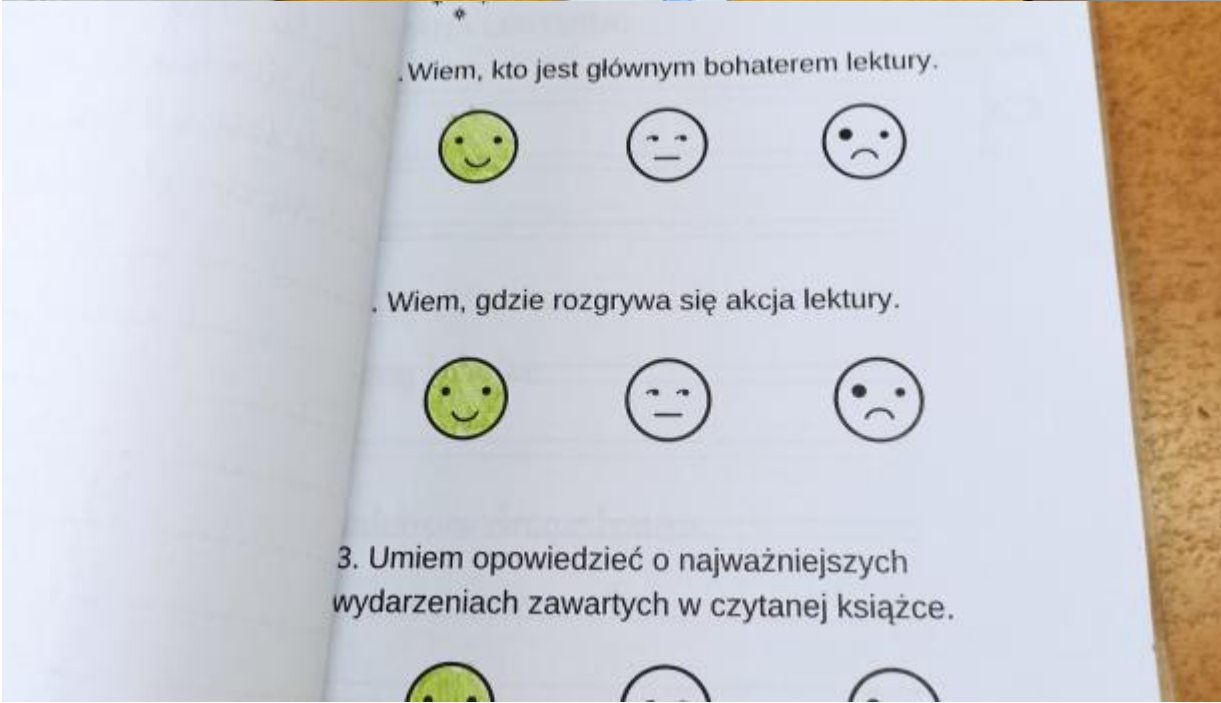 . Wiem, kto jest głównym bohaterem lektury.
. Wiem, gdzie rozgrywa się akcja lektury.
3. Umiem opowiedzieć o najważniejszych
wydarzeniach zawartych w czytanej książce.